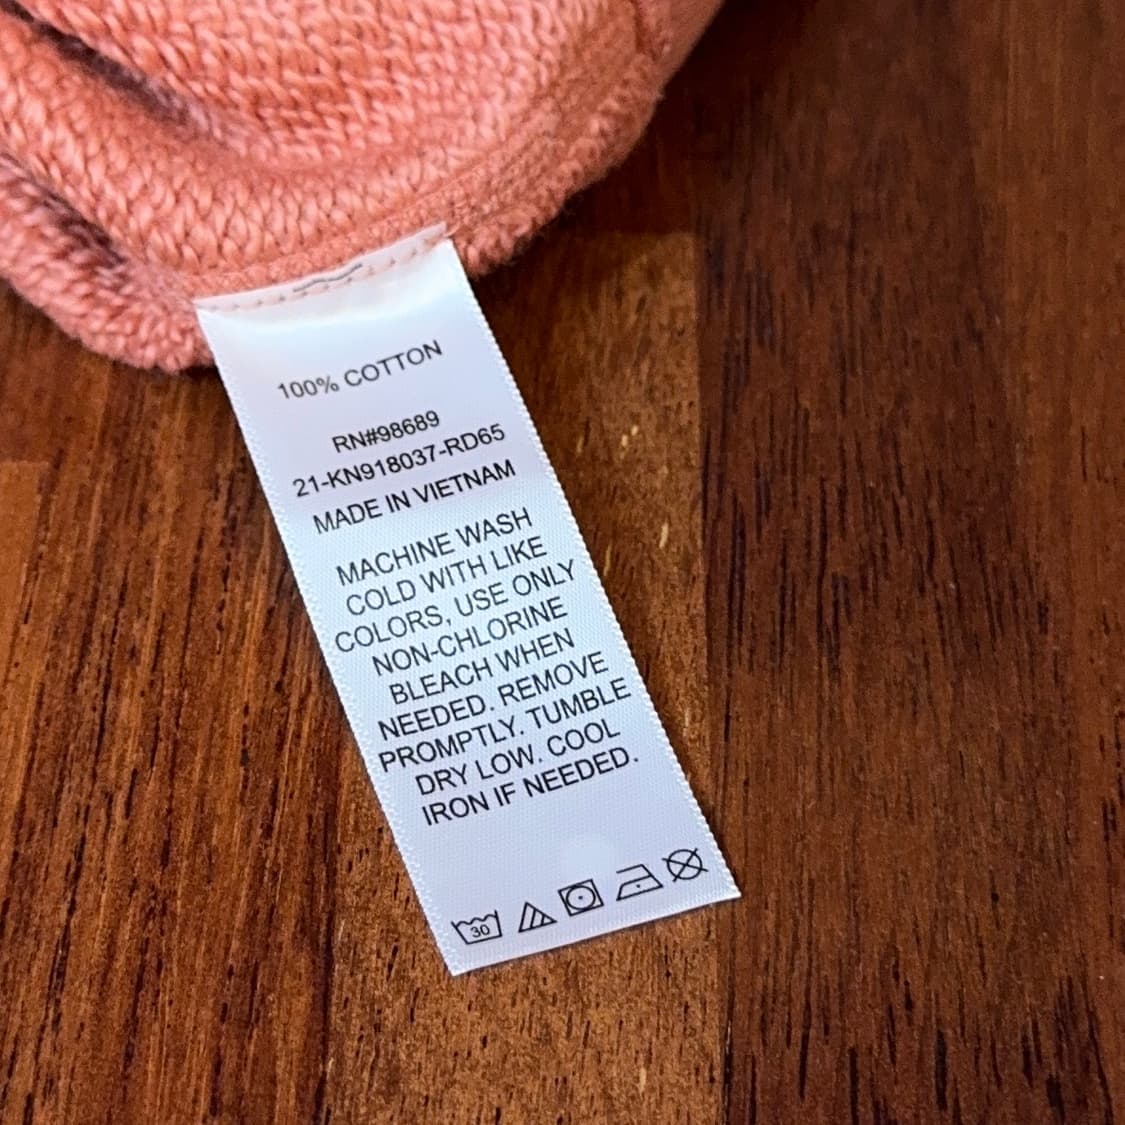 100% COTTON
RN#98689
21-KN918037-RD65
MADE IN VIETNAM
MACHINE WASH
COLD WITH LIKE
COLORS, USE ONLY
NON-CHLORINE
BLEACH WHEN
NEEDED. REMOVE
PROMPTLY. TUMBLE
DRY LOW. COOL
IRON IF NEEDED.
30